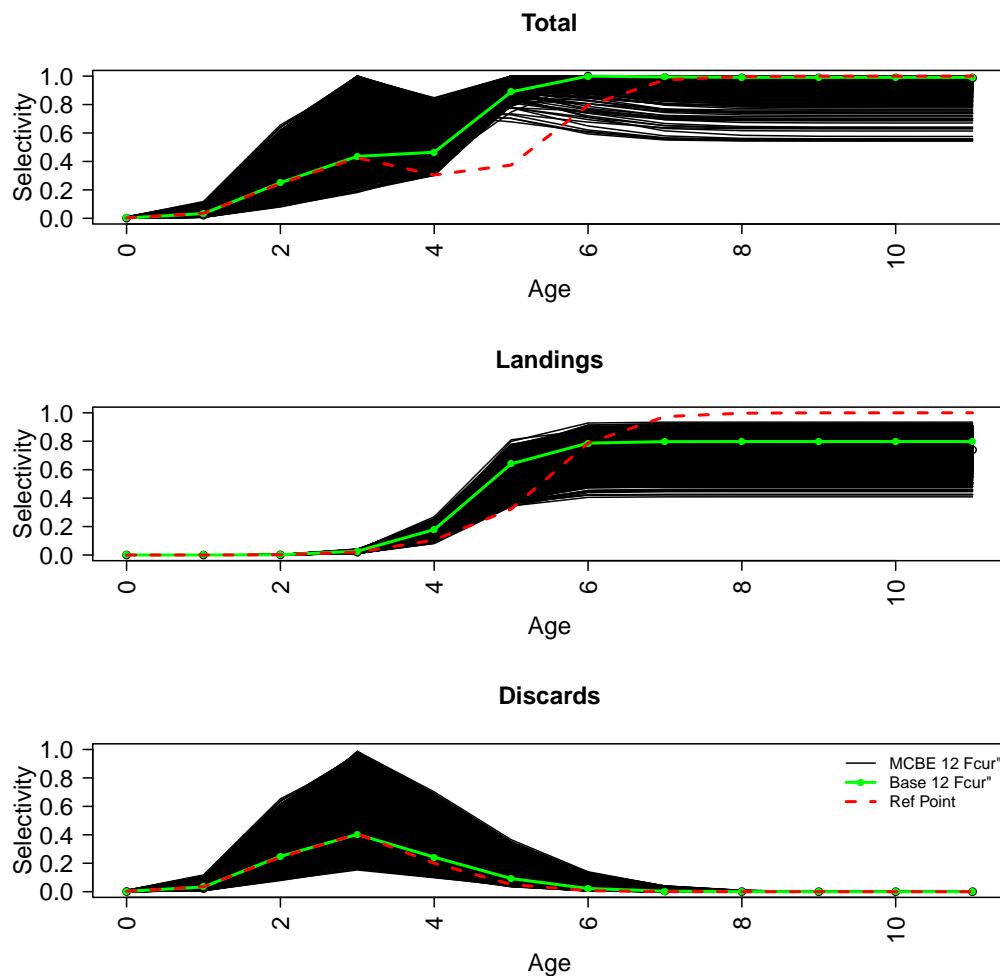 Total
Selectivity
1.0
0.8
0.6
0.4
0.2
0.0
0 2 4 6 8 10
Age
Landings
Selectivity
1.0
0.8
0.6
0.4
0.2
0.0
0 2 4 6 8 10
Age
Discards
Selectivity
1.0
0.8
0.6
0.4
0.2
0.0
MCBE 12 Fcur"
Base 12 Fcur"
Ref Point
0 2 4 6 8 10
Age